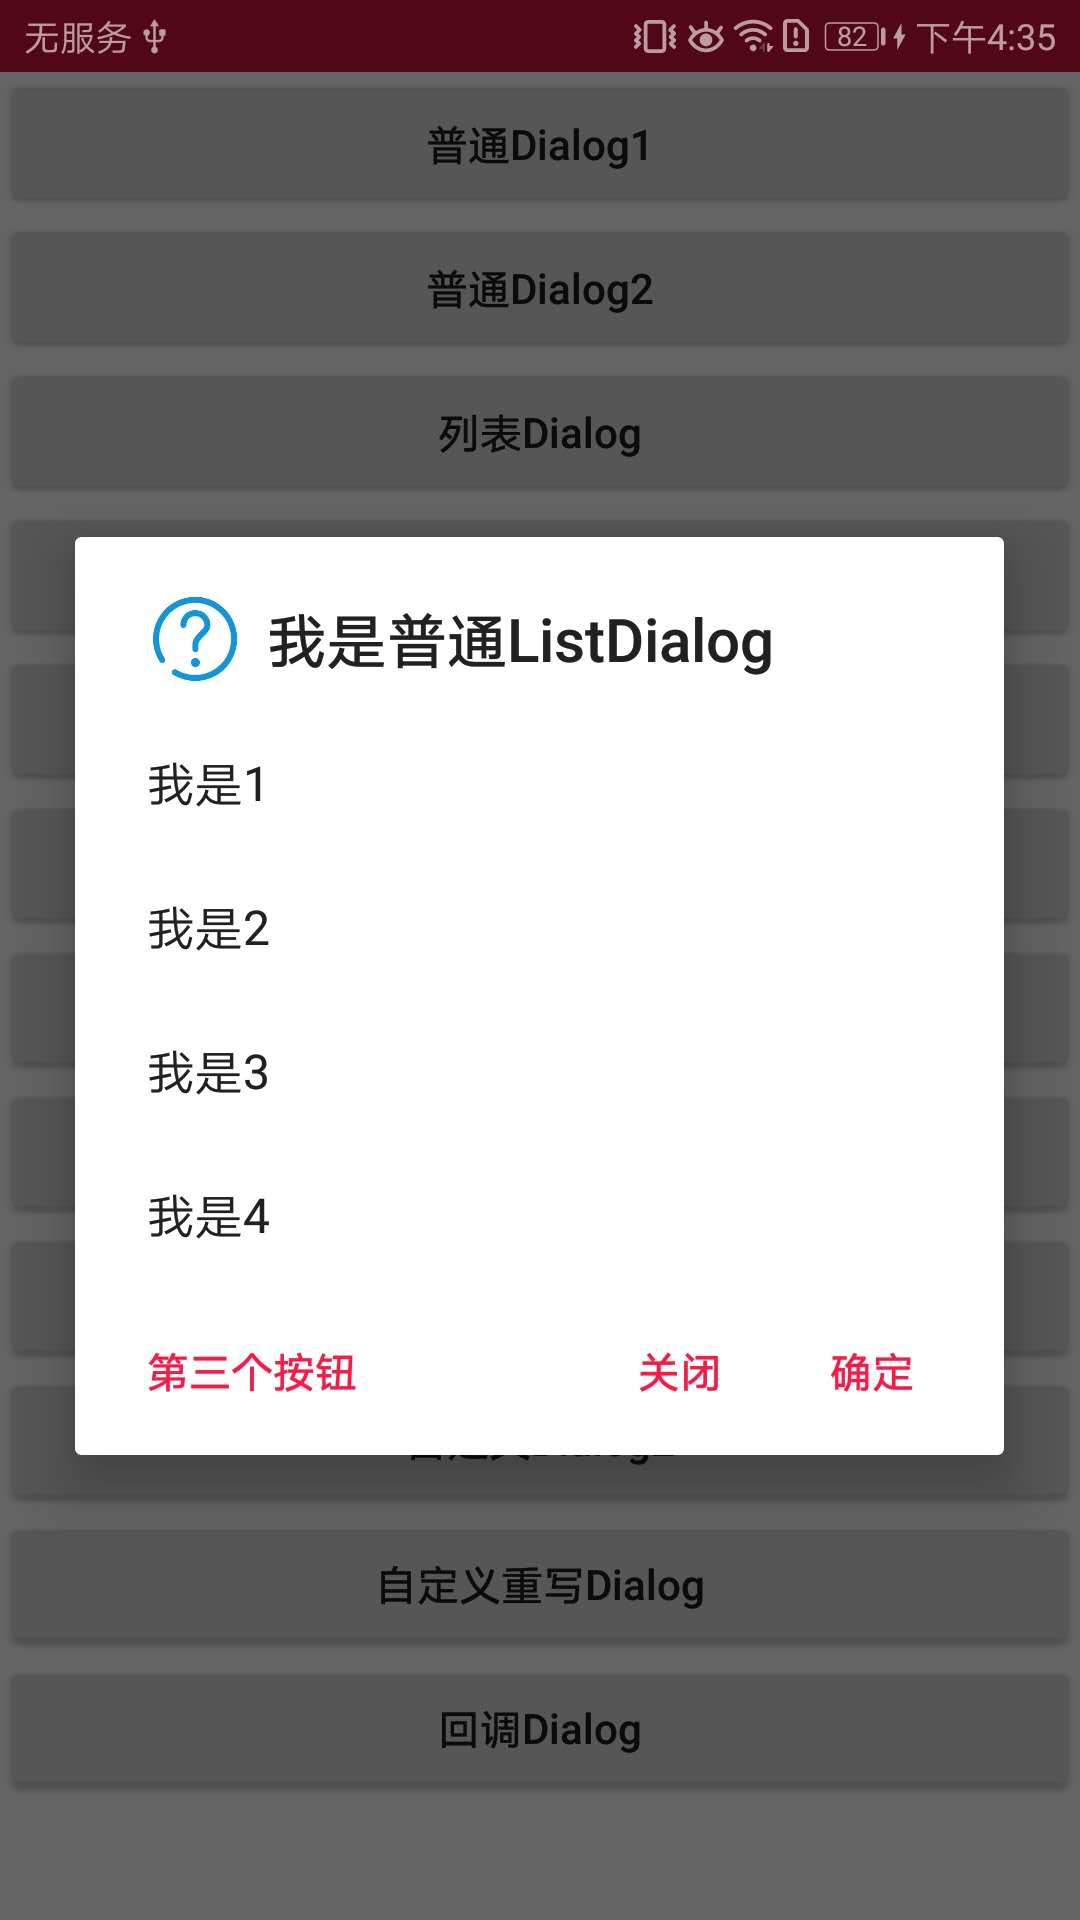 无服务 82 下午4:35
普通Dialog1
普通Dialog2
列表Dialog
我是普通ListDialog
我是1
我是2
我是3
我是4
第三个按钮 关闭 确定
自定义重写Dialog
回调Dialog